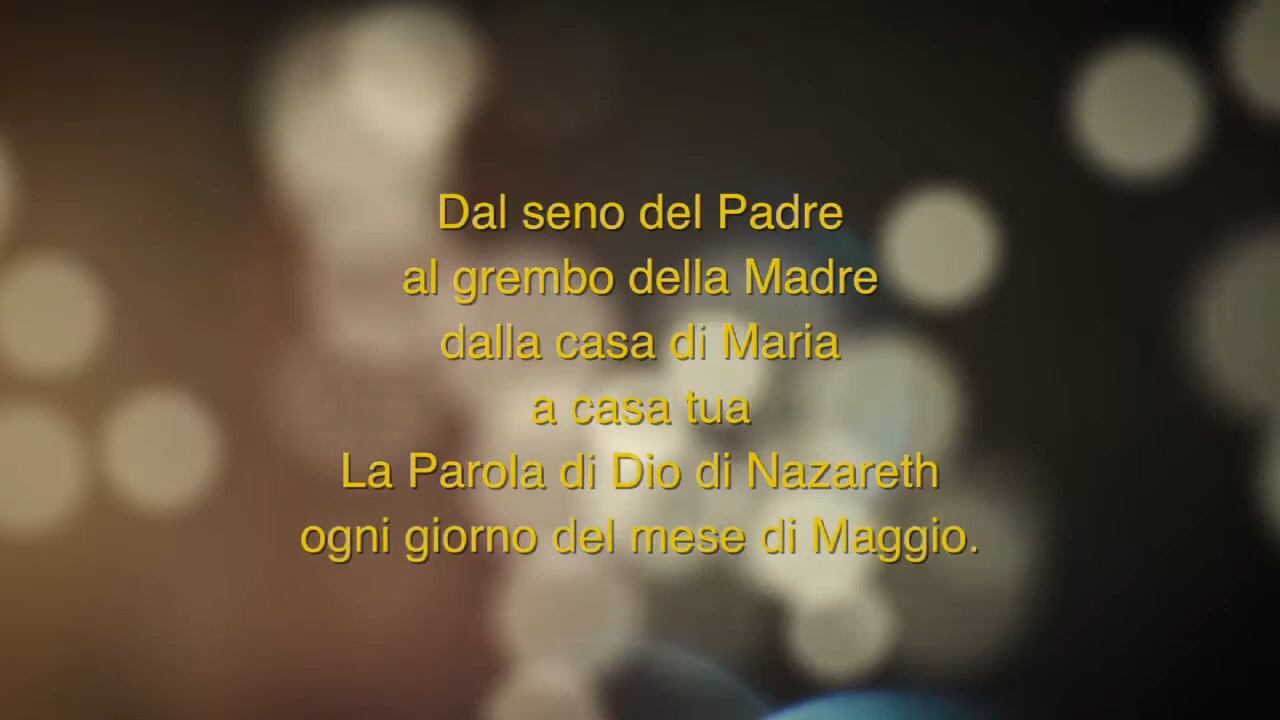 Dal seno del Padre
al grembo della Madre
dalla casa di Maria
a casa tua
La Parola di Dio di Nazareth
ogni giorno del mese di Maggio.